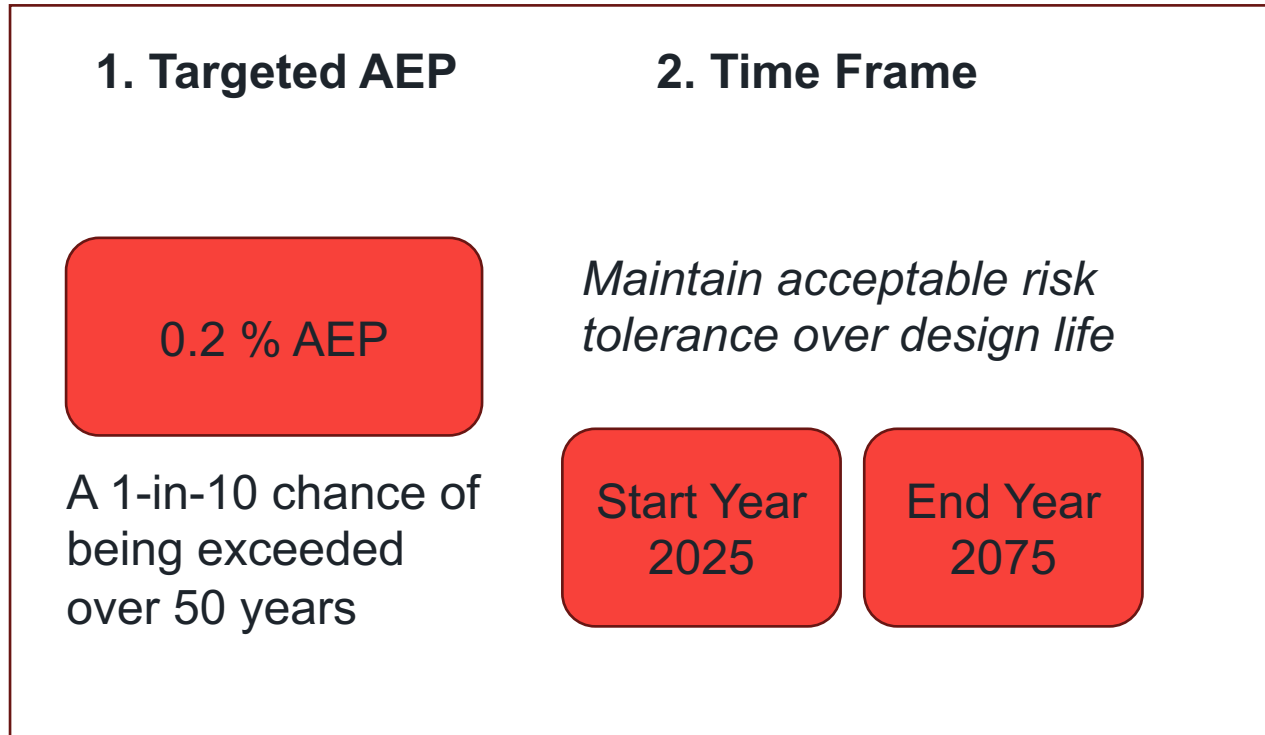 1. Targeted AEP
0.2 % AEP
A 1-in-10 chance of
being exceeded
over 50 years
2. Time Frame
Maintain acceptable risk
tolerance over design life
Start Year
2025
End Year
2075